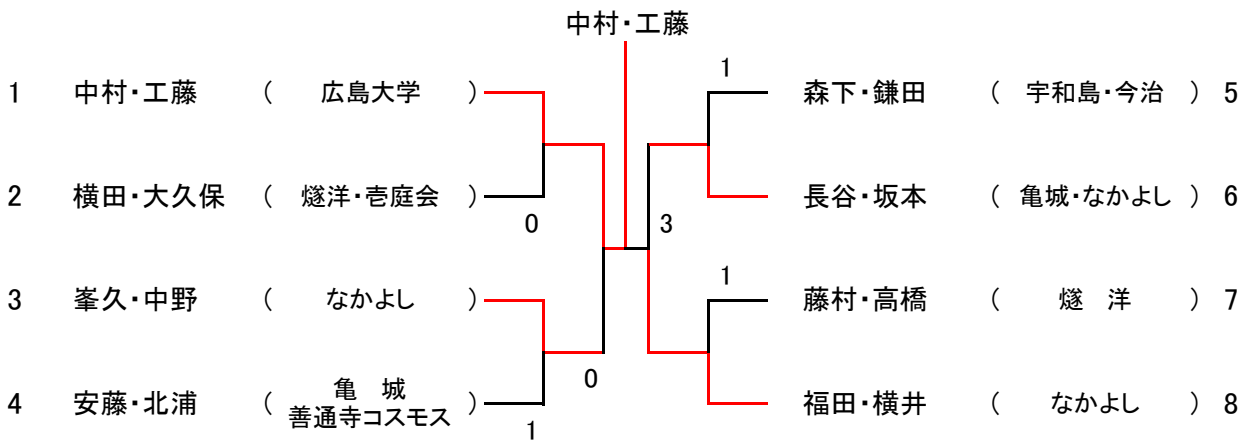 中村・工藤
1 中村・工藤 ( 広島大学 )
2 横田・大久保 ( 燧洋・壱庭会 )
0
3 峯久・中野 ( なかよし )
0
4 安藤・北浦 ( 亀 城
善通寺コスモス )
1
1
森下・鎌田 ( 宇和島・今治 ) 5
長谷・坂本 ( 亀城・なかよし ) 6
3
1
藤村・高橋 ( 燧 洋 ) 7
福田・横井 ( なかよし ) 8